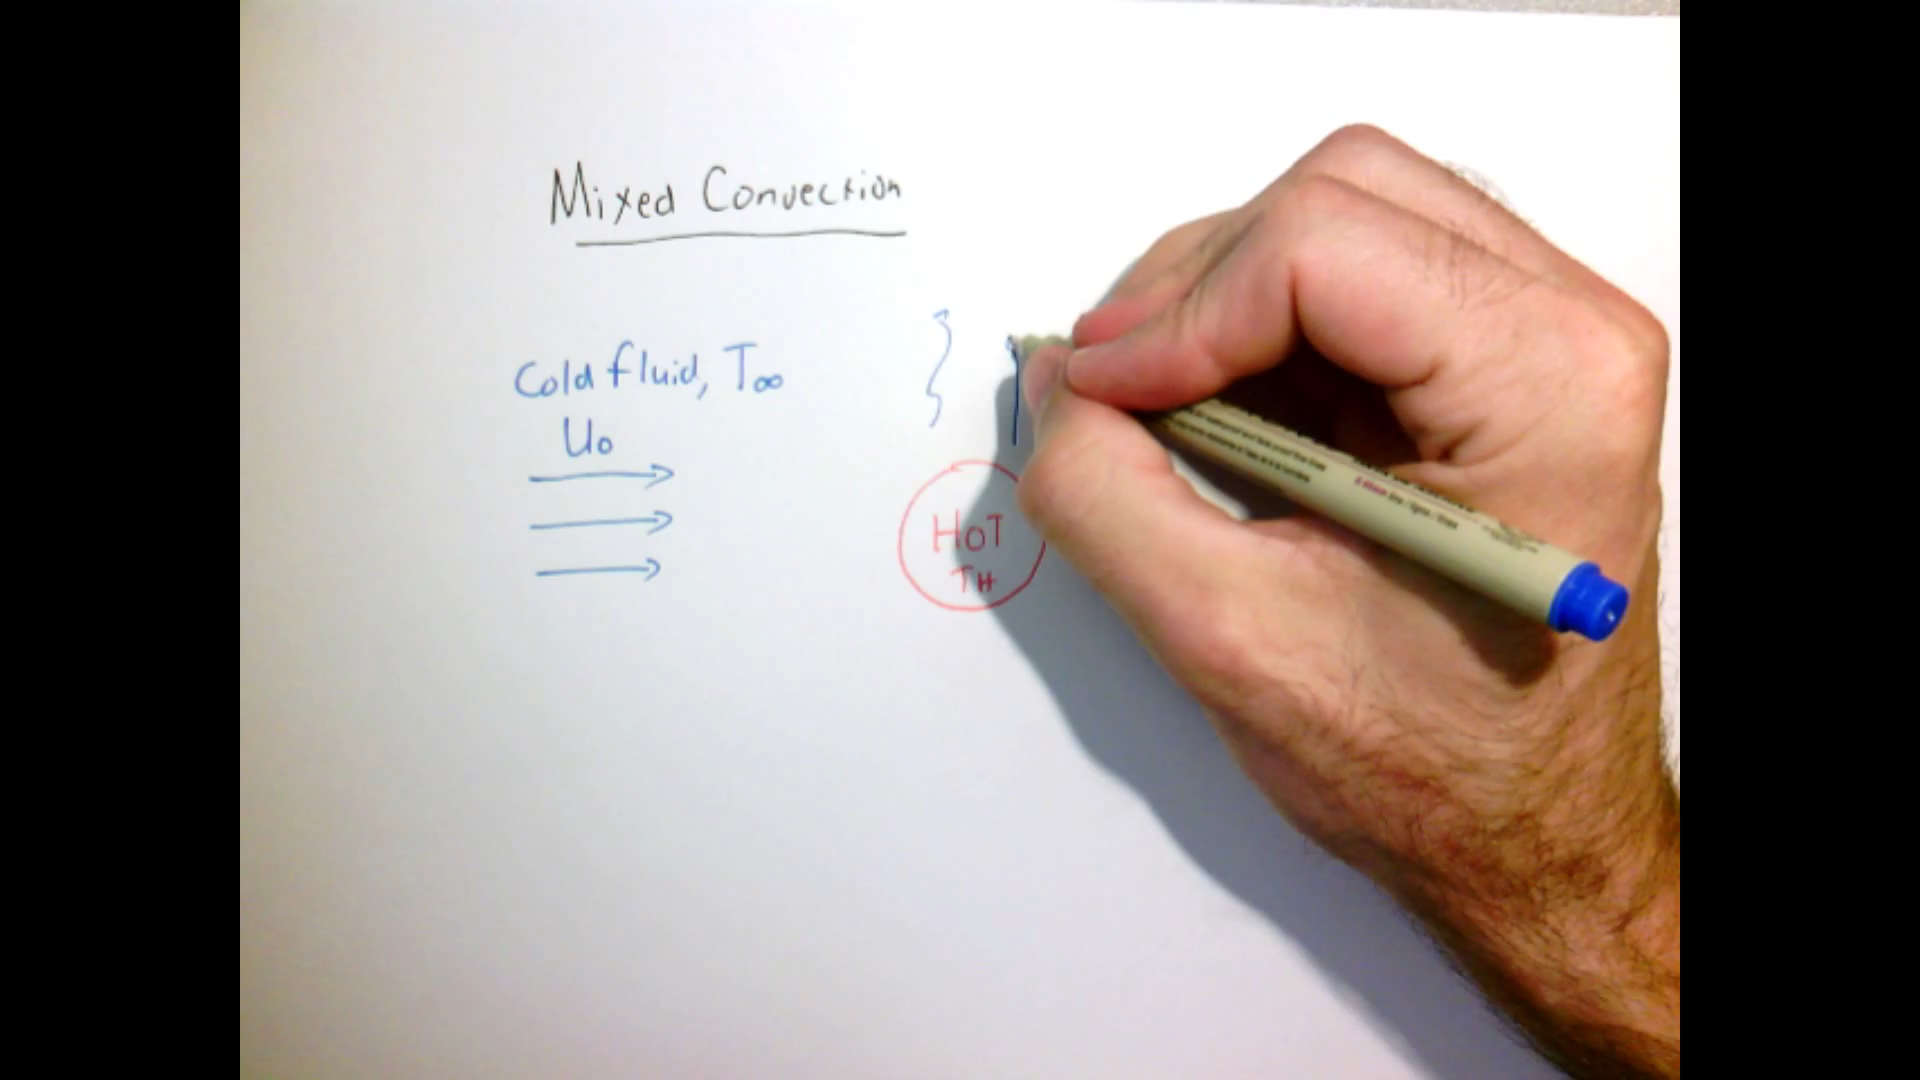 Mixed Convection
Cold fluid, T∞
U₀
HOT
TH